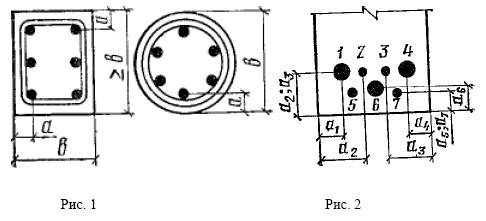 a
≥ в
a
в
в
a
1 2 3 4
5 6 7
a₂; a₃
a₁
a₂
a₃
a₄
a₅; a₇
a₆
Рис. 1
Рис. 2